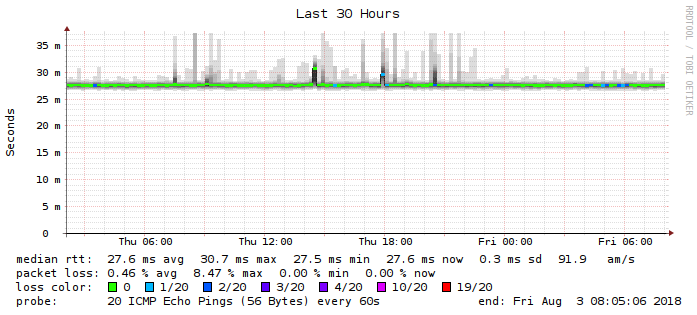 Last 30 Hours
RRDTOOL / TOBI OETIKER
Seconds
35 m
30 m
25 m
20 m
15 m
10 m
5 m
0
Thu 06:00 Thu 12:00 Thu 18:00 Fri 00:00 Fri 06:00
median rtt: 27.6 ms avg 30.7 ms max 27.5 ms min 27.6 ms now 0.3 ms sd 91.9 am/s
packet loss: 0.46 % avg 8.47 % max 0.00 % min 0.00 % now
loss color: 0 1/20 2/20 3/20 4/20 10/20 19/20
probe: 20 ICMP Echo Pings (56 Bytes) every 60s end: Fri Aug 3 08:05:06 2018